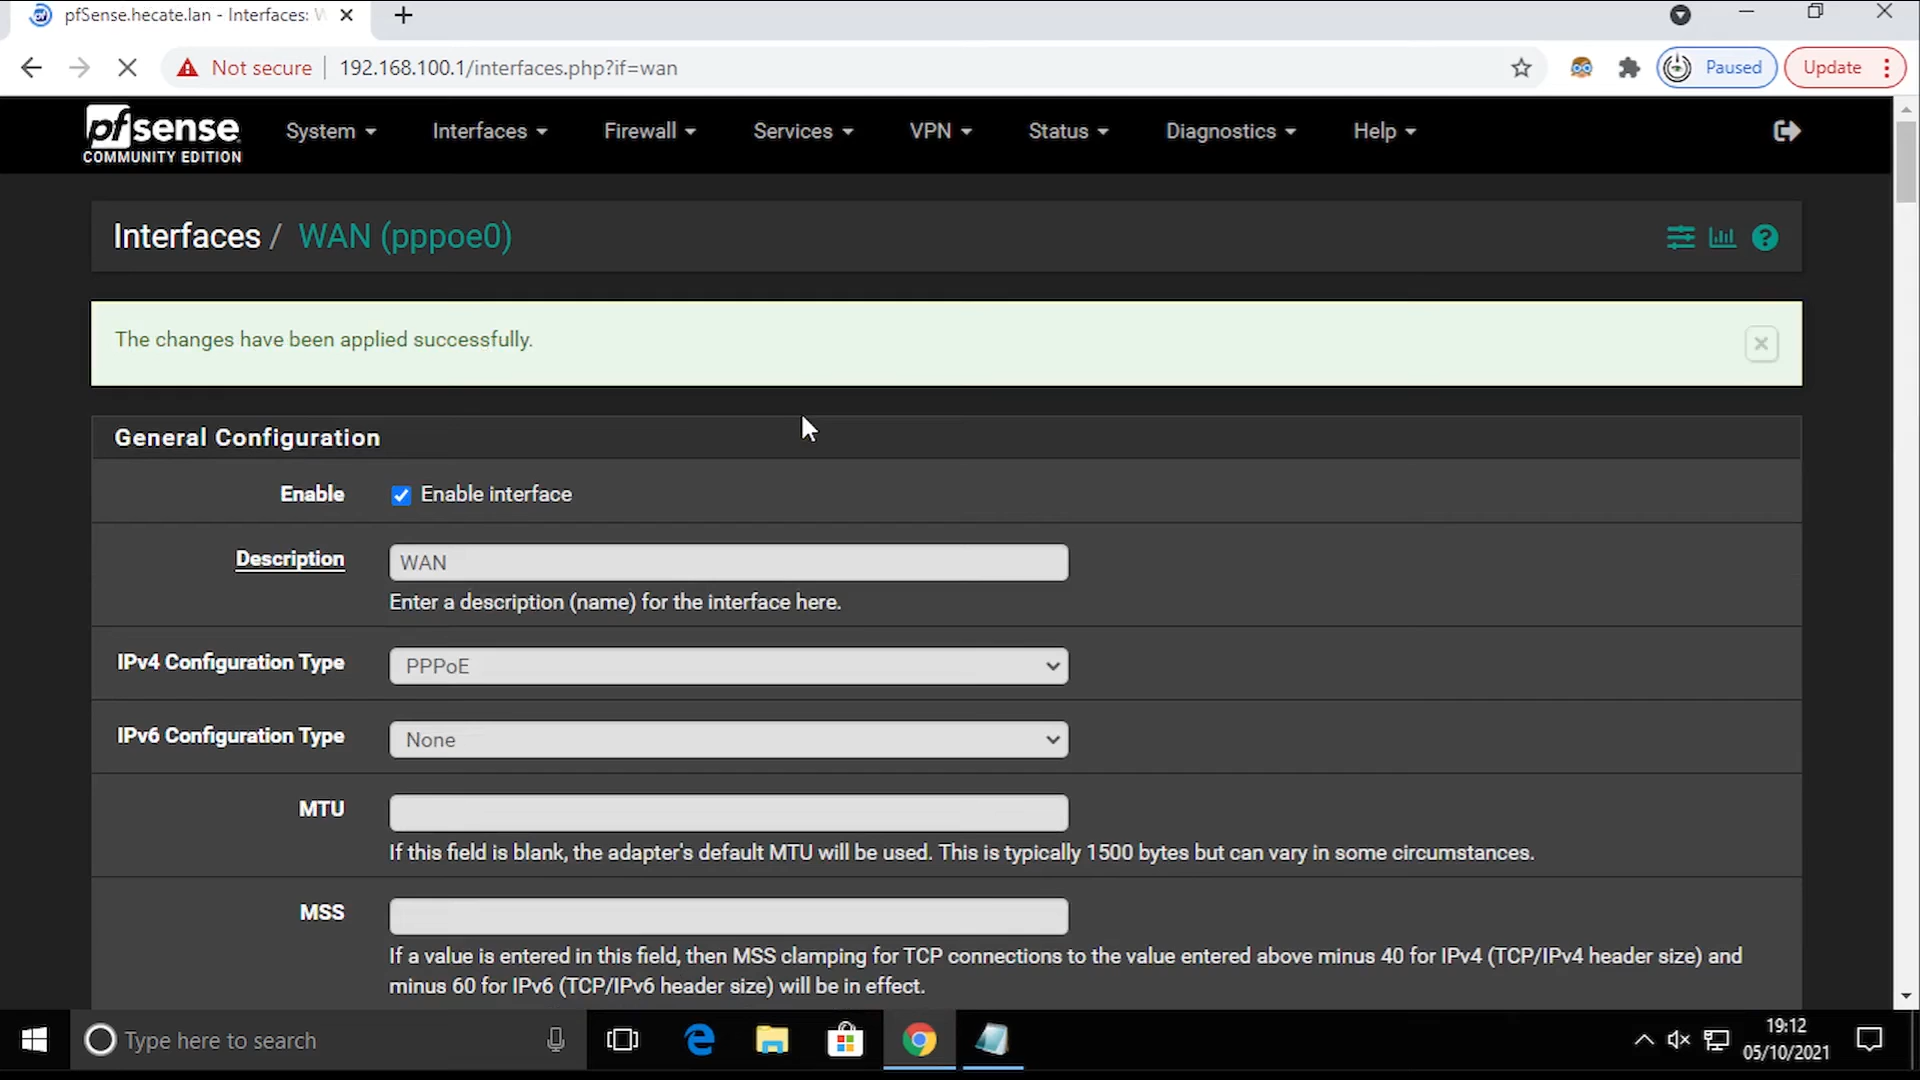 pfSense.hecate.lan - Interfaces: W
Not secure
192.168.100.1/interfaces.php?if=wan
Paused
Update
pfsense
COMMUNITY EDITION
System
Interfaces
Firewall
Services
VPN
Status
Diagnostics
Help
Interfaces / WAN (pppoe0)
The changes have been applied successfully.
General Configuration
Enable
Enable interface
Description
WAN
Enter a description (name) for the interface here.
IPv4 Configuration Type
PPPoE
IPv6 Configuration Type
None
MTU
If this field is blank, the adapter's default MTU will be used. This is typically 1500 bytes but can vary in some circumstances.
MSS
If a value is entered in this field, then MSS clamping for TCP connections to the value entered above minus 40 for IPv4 (TCP/IPv4 header size) and
minus 60 for IPv6 (TCP/IPv6 header size) will be in effect.
Type here to search
19:12
05/10/2021